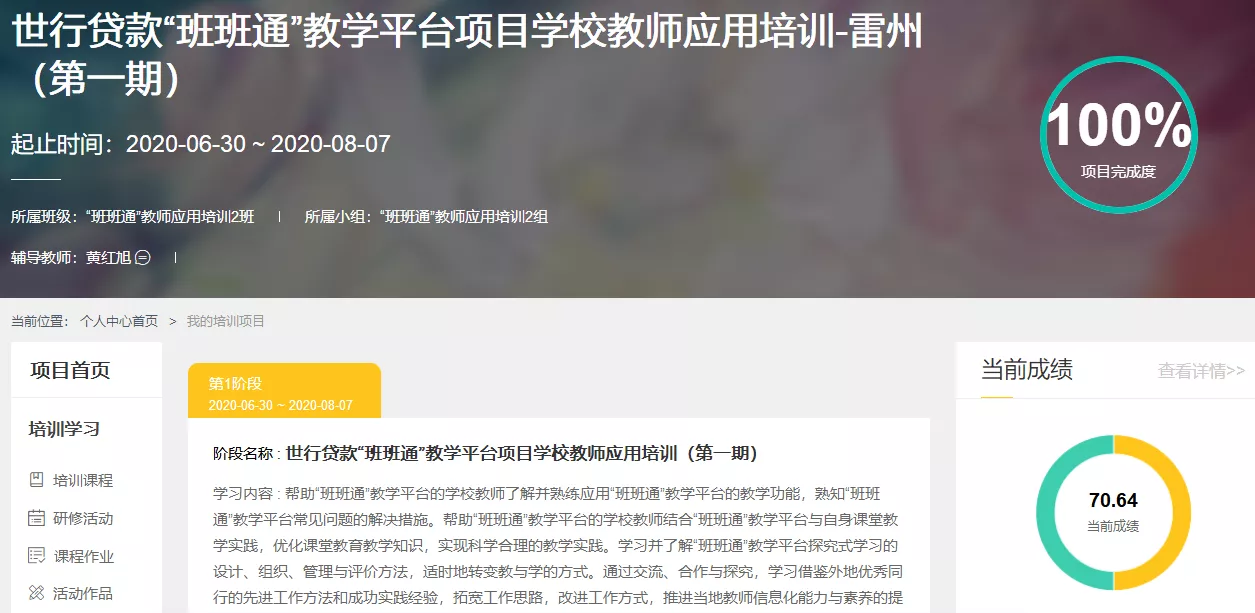 世行贷款“班班通”教学平台项目学校教师应用培训-雷州
（第一期）
100%
项目完成度
起止时间：2020-06-30 ~ 2020-08-07
所属班级：“班班通”教师应用培训2班
所属小组：“班班通”教师应用培训2组
辅导教师：黄红旭
当前位置： 个人中心首页 > 我的培训项目
项目首页
培训学习
培训课程
研修活动
课程作业
活动作品
第1阶段
2020-06-30 ~ 2020-08-07
阶段名称 : 世行贷款“班班通”教学平台项目学校教师应用培训（第一期）
学习内容 : 帮助“班班通”教学平台的学校教师了解并熟练应用“班班通”教学平台的教学功能，熟知“班班
通”教学平台常见问题的解决措施。帮助“班班通”教学平台的学校教师结合“班班通”教学平台与自身课堂教
学实践，优化课堂教育教学知识，实现科学合理的教学实践。学习并了解“班班通”教学平台探究式学习的
设计、组织、管理与评价方法，适时地转变教与学的方式。通过交流、合作与探究，学习借鉴外地优秀同
行的先进工作方法和成功实践经验，拓宽工作思路，改进工作方式，推进当地教师信息化能力与素养的提
当前成绩
查看详情>>
70.64
当前成绩